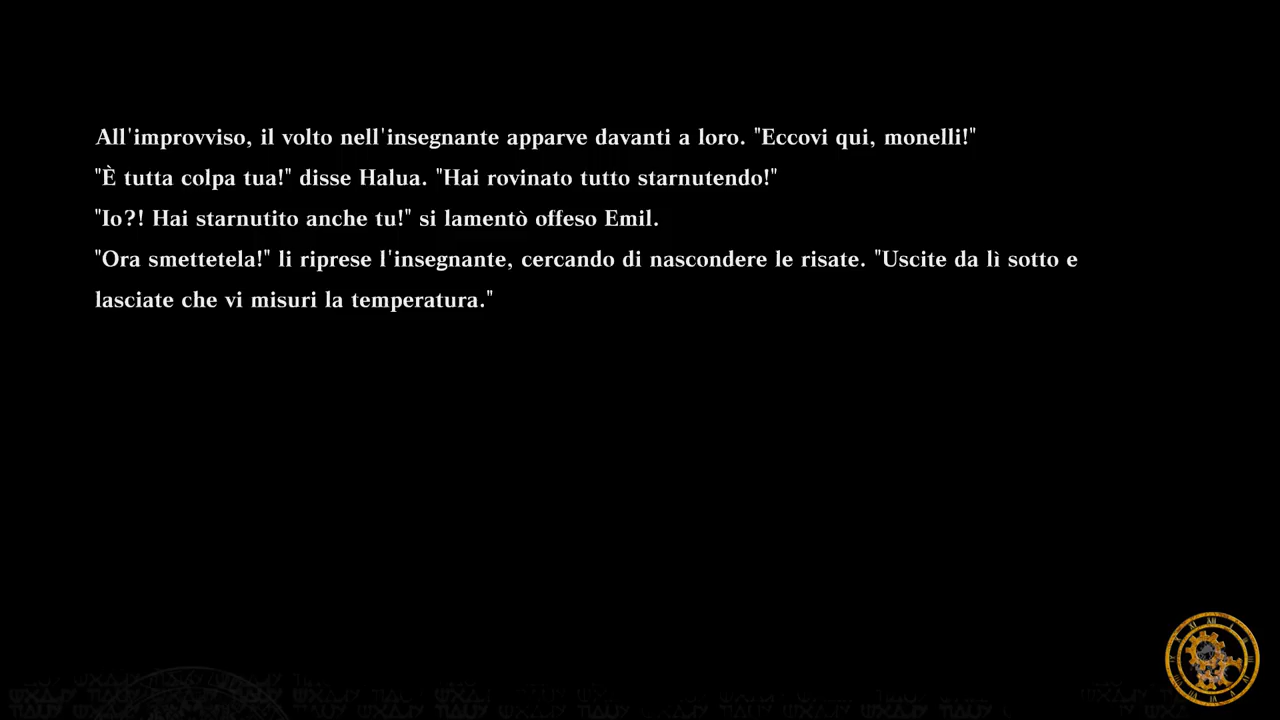 All'improvviso, il volto nell'insegnante apparve davanti a loro. "Eccovi qui, monelli!"
"È tutta colpa tua!" disse Halua. "Hai rovinato tutto starnutendo!"
"Io?! Hai starnutito anche tu!" si lamentò offeso Emil.
"Ora smettetela!" li riprese l'insegnante, cercando di nascondere le risate. "Uscite da lì sotto e
lasciate che vi misuri la temperatura."